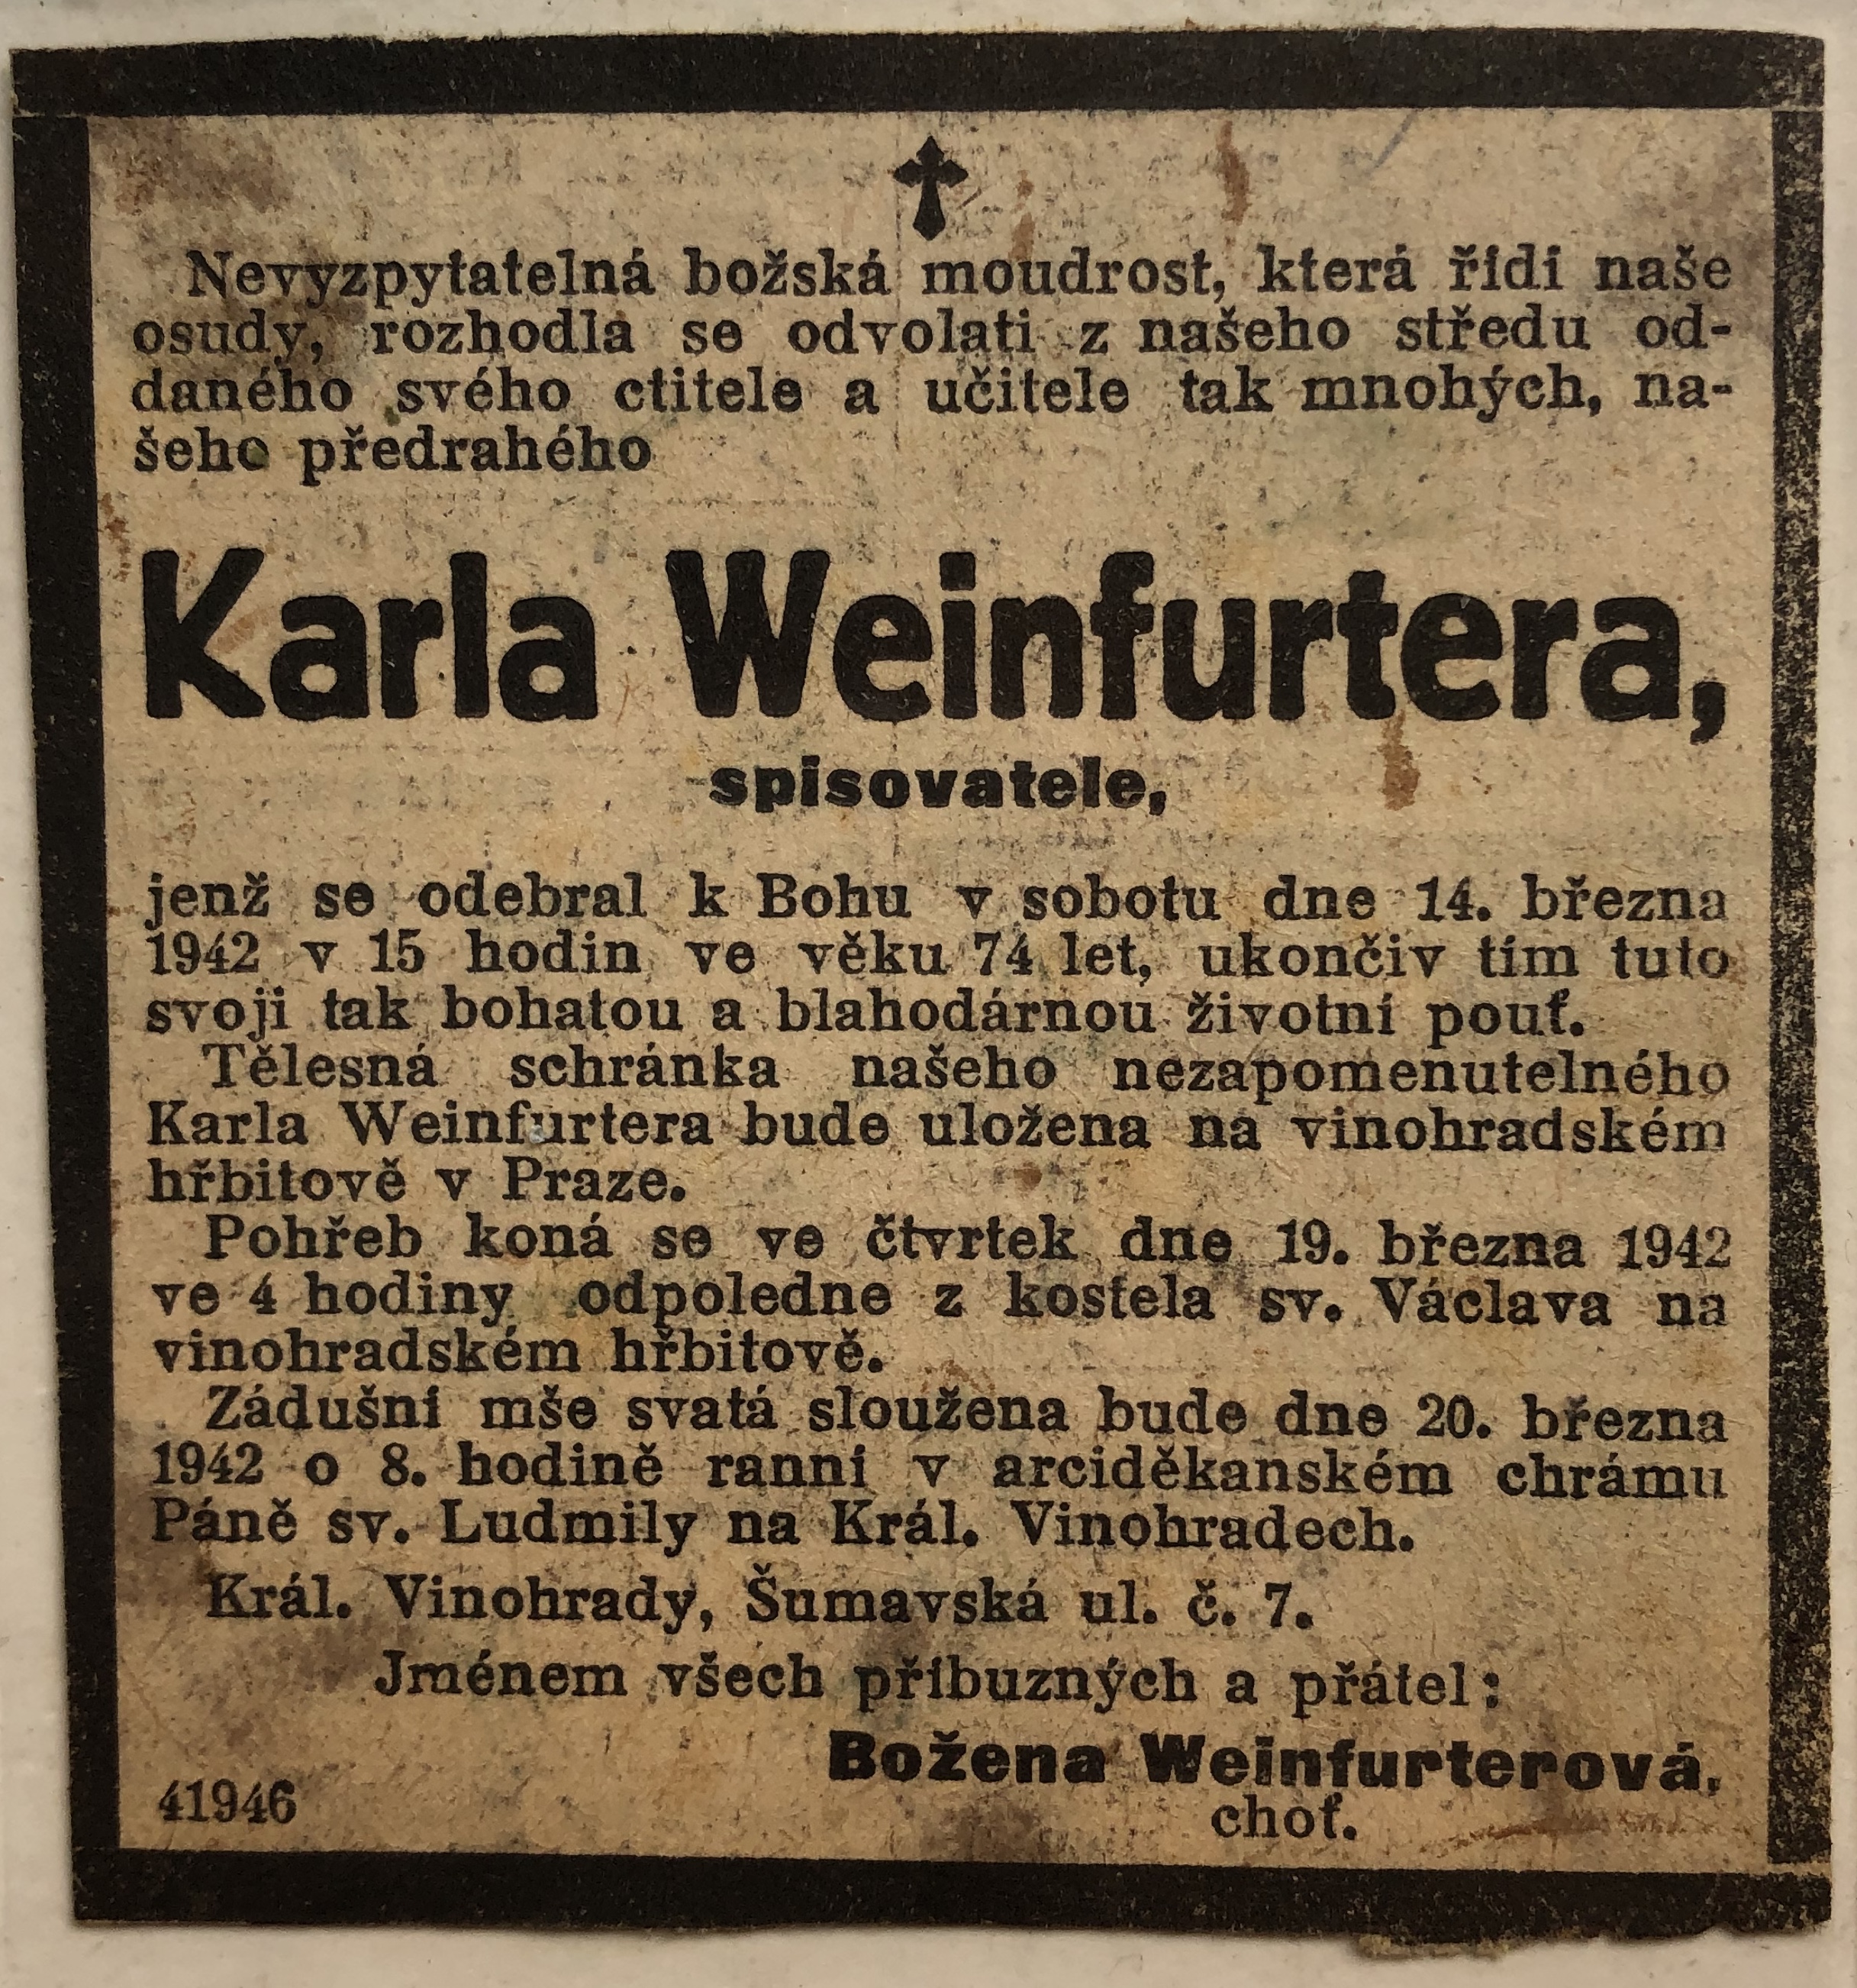 Nevyzpytatelná božská moudrost, která řídí naše
osudy, rozhodla se odvolati z našeho středu od-
daného svého ctitele a učitele tak mnohých, na-
šeho předrahého
Karla Weinfurtera,
spisovatele,
jenž se odebral k Bohu v sobotu dne 14. března
1942 v 15 hodin ve věku 74 let, ukončiv tím tuto
svoji tak bohatou a blahodárnou životní pouť.
Tělesná schránka našeho nezapomenutelného
Karla Weinfurtera bude uložena na vinohradském
hřbitově v Praze.
Pohřeb koná se ve čtvrtek dne 19. března 1942
ve 4 hodiny odpoledne z kostela sv. Václava na
vinohradském hřbitově.
Zádušní mše svatá sloužena bude dne 20. března
1942 o 8. hodině ranní v arciděkanském chrámu
Páně sv. Ludmily na Král. Vinohradech.
Král. Vinohrady, Šumavská ul. č. 7.
Jménem všech příbuzných a přátel:
Božena Weinfurterová,
choť.
41946